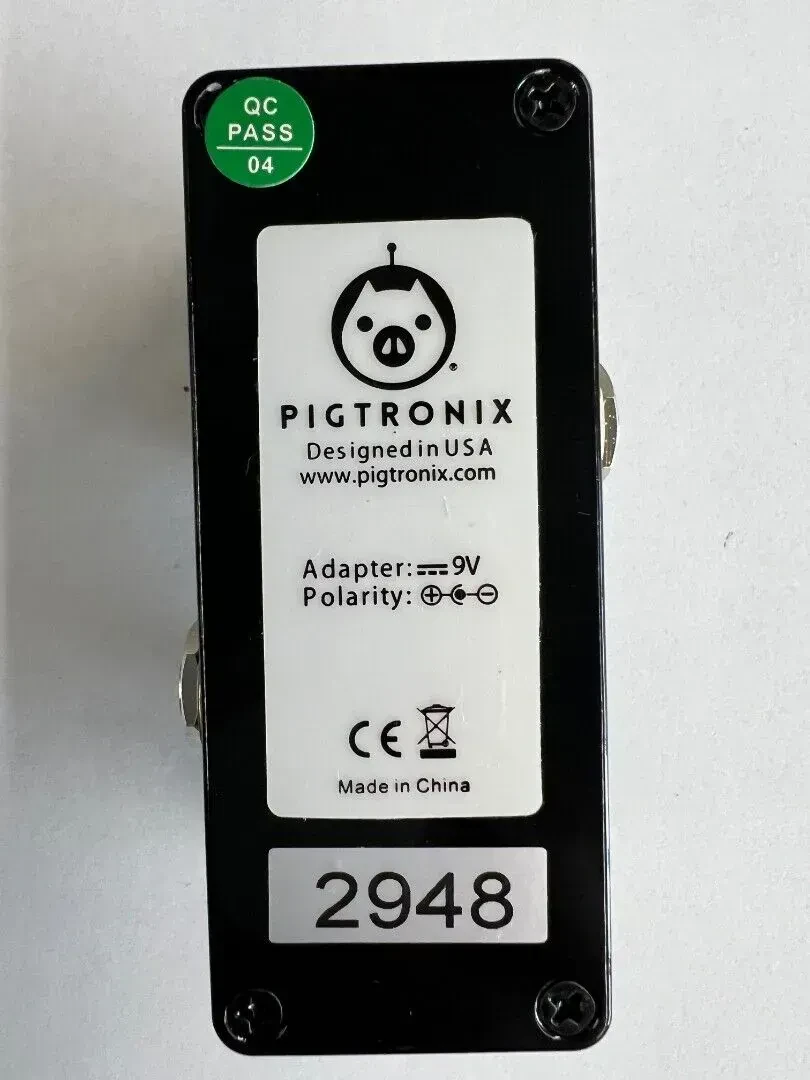 QC
PASS
04
PIGTRONIX
Designed in USA
www.pigtronix.com
Adapter: ⎓ 9V
Polarity:
CE
Made in China
2948